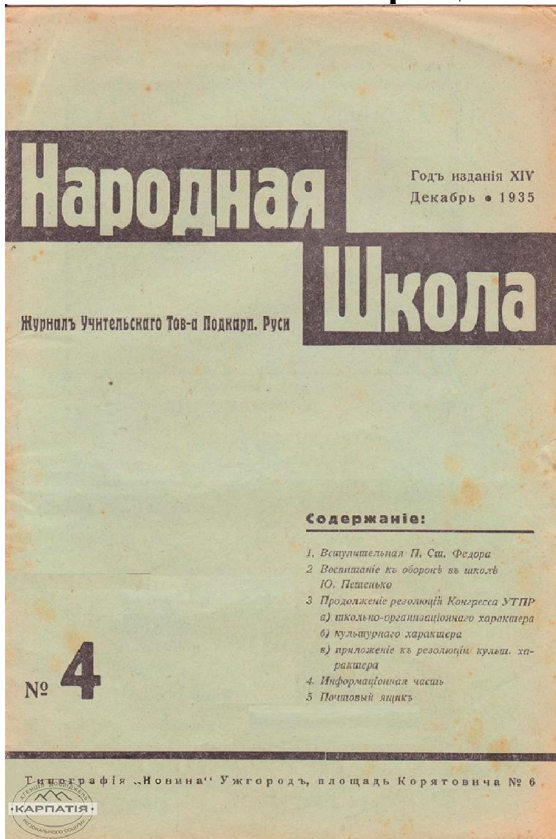 Народная
Школа
Годъ изданія XIV
Декабрь • 1935
Журналъ Учительскаго Тов-а Подкарп. Руси
Содержаніе:
1. Вступительная П. Ст. Федора
2 Воспитаніе къ оборонѣ въ школѣ
Ю. Пешенько
3 Продолженіе резолюцій Конгресса УТПР
а) школьно-организаціоннаго характера
б) культурнаго характера
в) приложеніе къ резолюціи культ. ха-
рактера
4. Информаціонная часть
5 Почтовый ящикъ
№ 4
Типографія „Новина“ Ужгородъ, площадь Корятовича № 6
КАРПАТІЯ